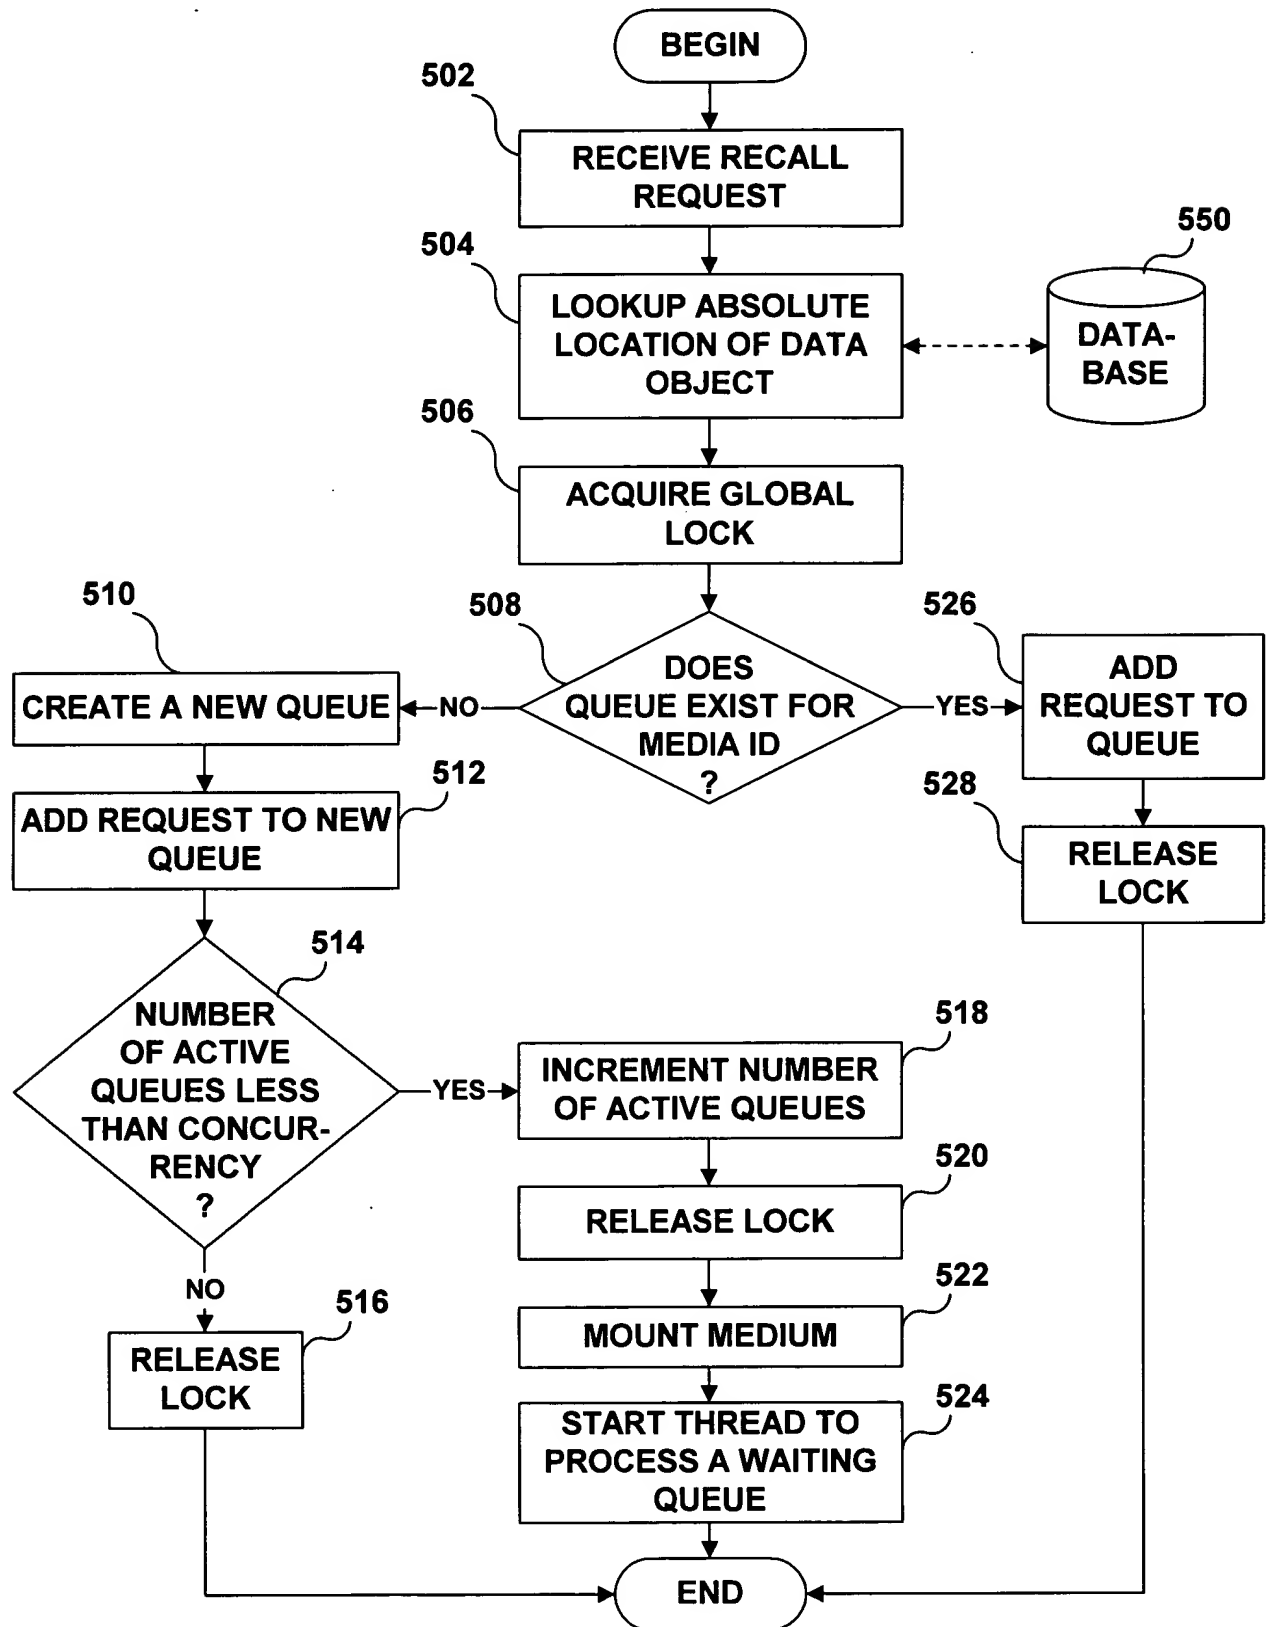 BEGIN
502
RECEIVE RECALL
REQUEST
504
LOOKUP ABSOLUTE
LOCATION OF DATA
OBJECT
550
DATA-
BASE
506
ACQUIRE GLOBAL
LOCK
508
DOES
QUEUE EXIST FOR
MEDIA ID
?
NO
YES
510
CREATE A NEW QUEUE
512
ADD REQUEST TO NEW
QUEUE
526
ADD
REQUEST TO
QUEUE
528
RELEASE
LOCK
514
NUMBER
OF ACTIVE
QUEUES LESS
THAN CONCUR-
RENCY
?
YES
NO
516
RELEASE
LOCK
518
INCREMENT NUMBER
OF ACTIVE QUEUES
520
RELEASE LOCK
522
MOUNT MEDIUM
524
START THREAD TO
PROCESS A WAITING
QUEUE
END